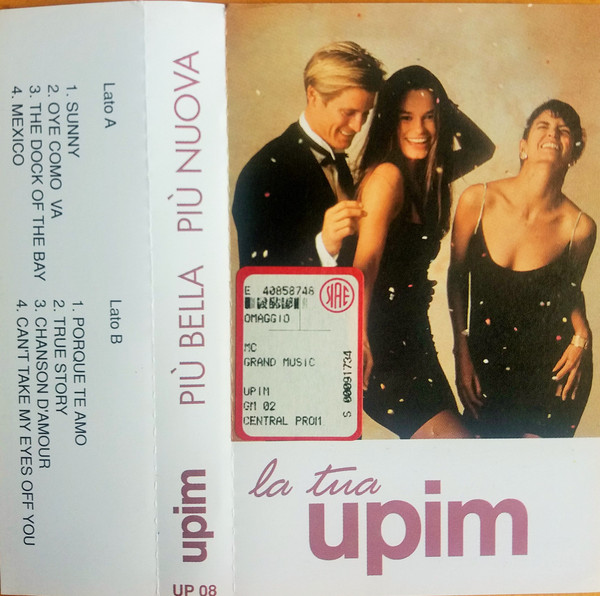 Lato A
1. SUNNY
2. OYE COMO VA
3. THE DOCK OF THE BAY
4. MEXICO
Lato B
1. PORQUE TE AMO
2. TRUE STORY
3. CHANSON D'AMOUR
4. CAN'T TAKE MY EYES OFF YOU
PIÙ BELLA PIÙ NUOVA
upim
UP 08
E 40858748
SIAE
OMAGGIO
MC
GRAND MUSIC
UPIM
GM 02
CENTRAL PROM
S 000917434
la tua
upim